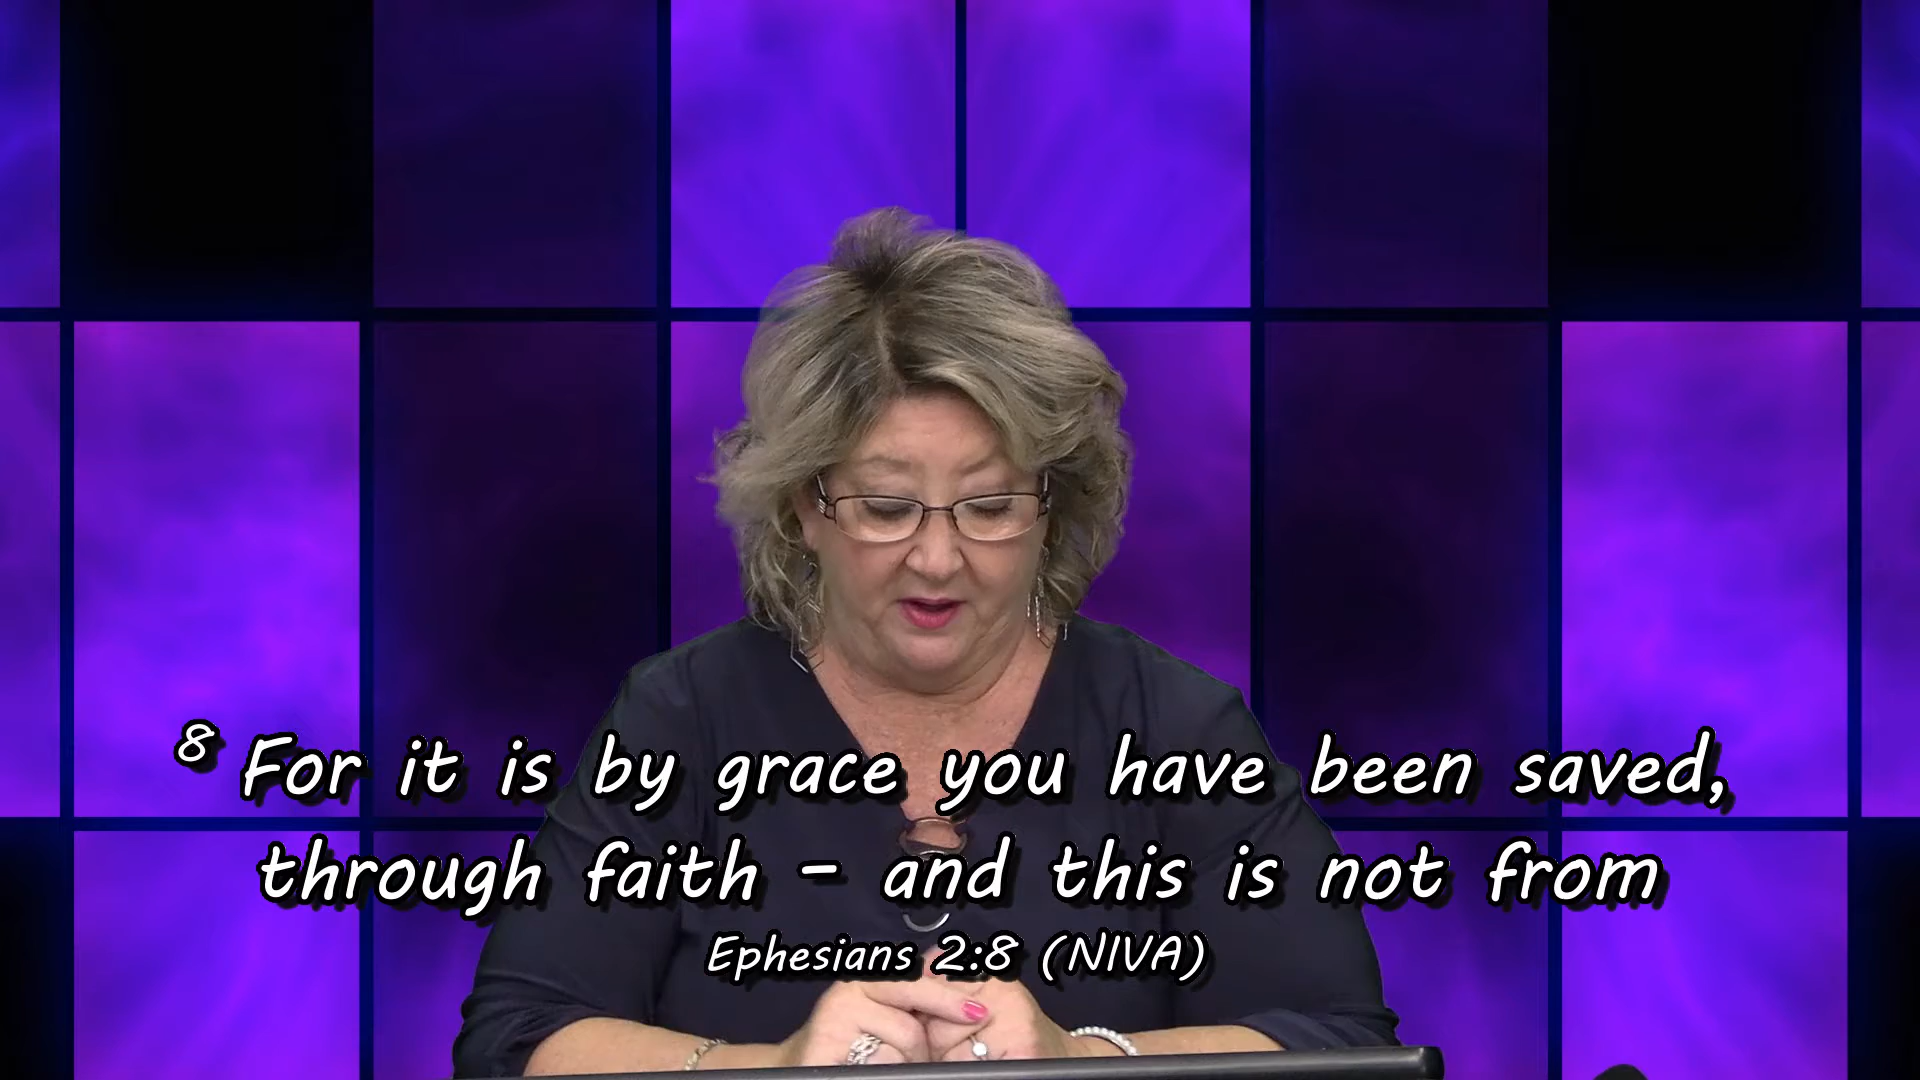 8 For it is by grace you have been saved,
through faith – and this is not from
Ephesians 2:8 (NIVA)